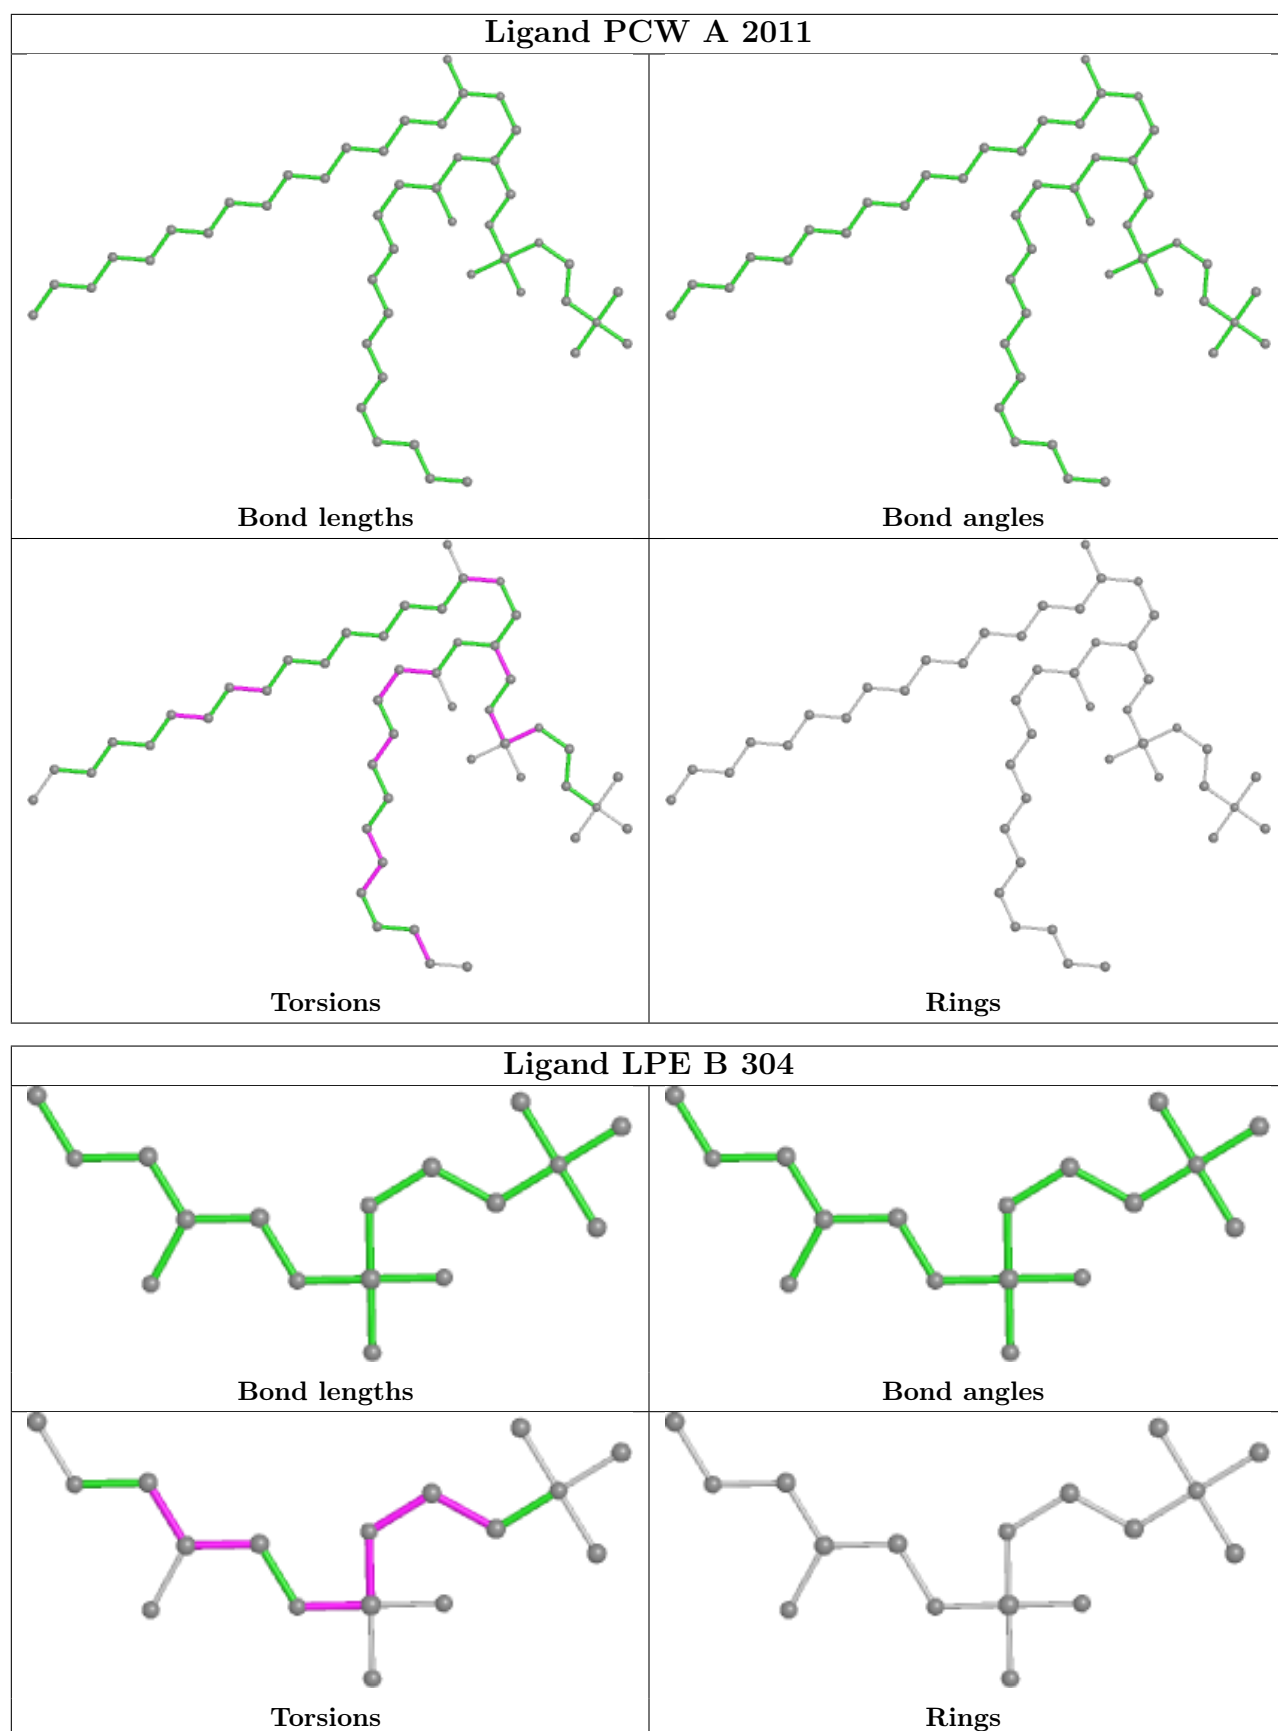 Ligand PCW A 2011
Bond lengths
Bond angles
Torsions
Rings
Ligand LPE B 304
Bond lengths
Bond angles
Torsions
Rings